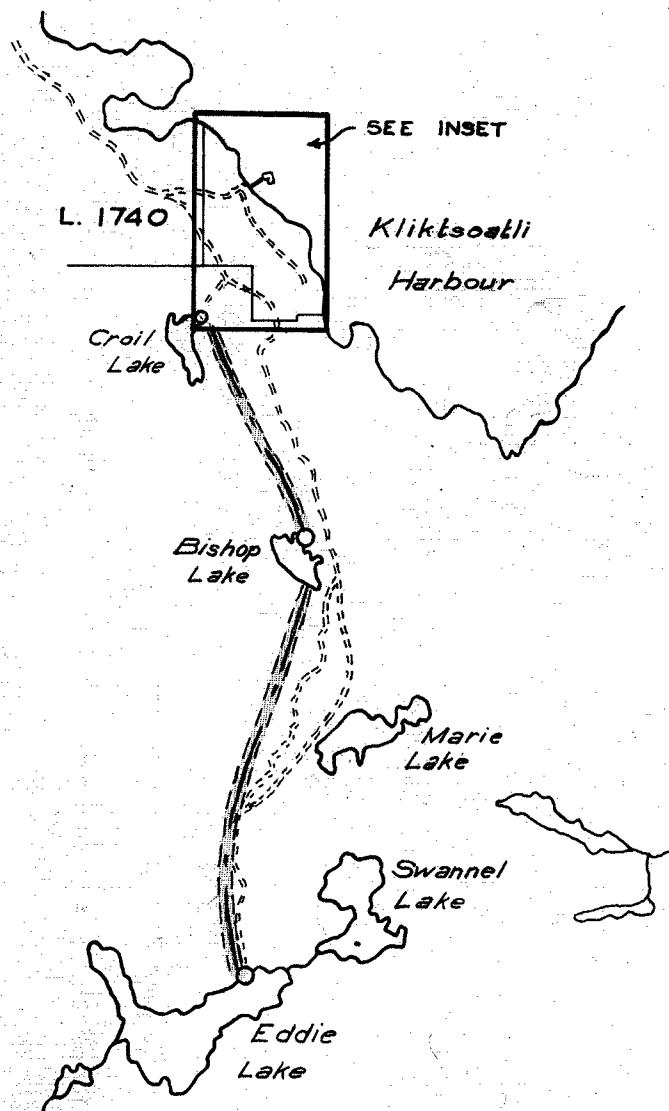 SEE INSET
L. 1740
Kliktsoatli
Harbour
Croil
Lake
Bishop
Lake
Marie
Lake
Swannel
Lake
Eddie
Lake